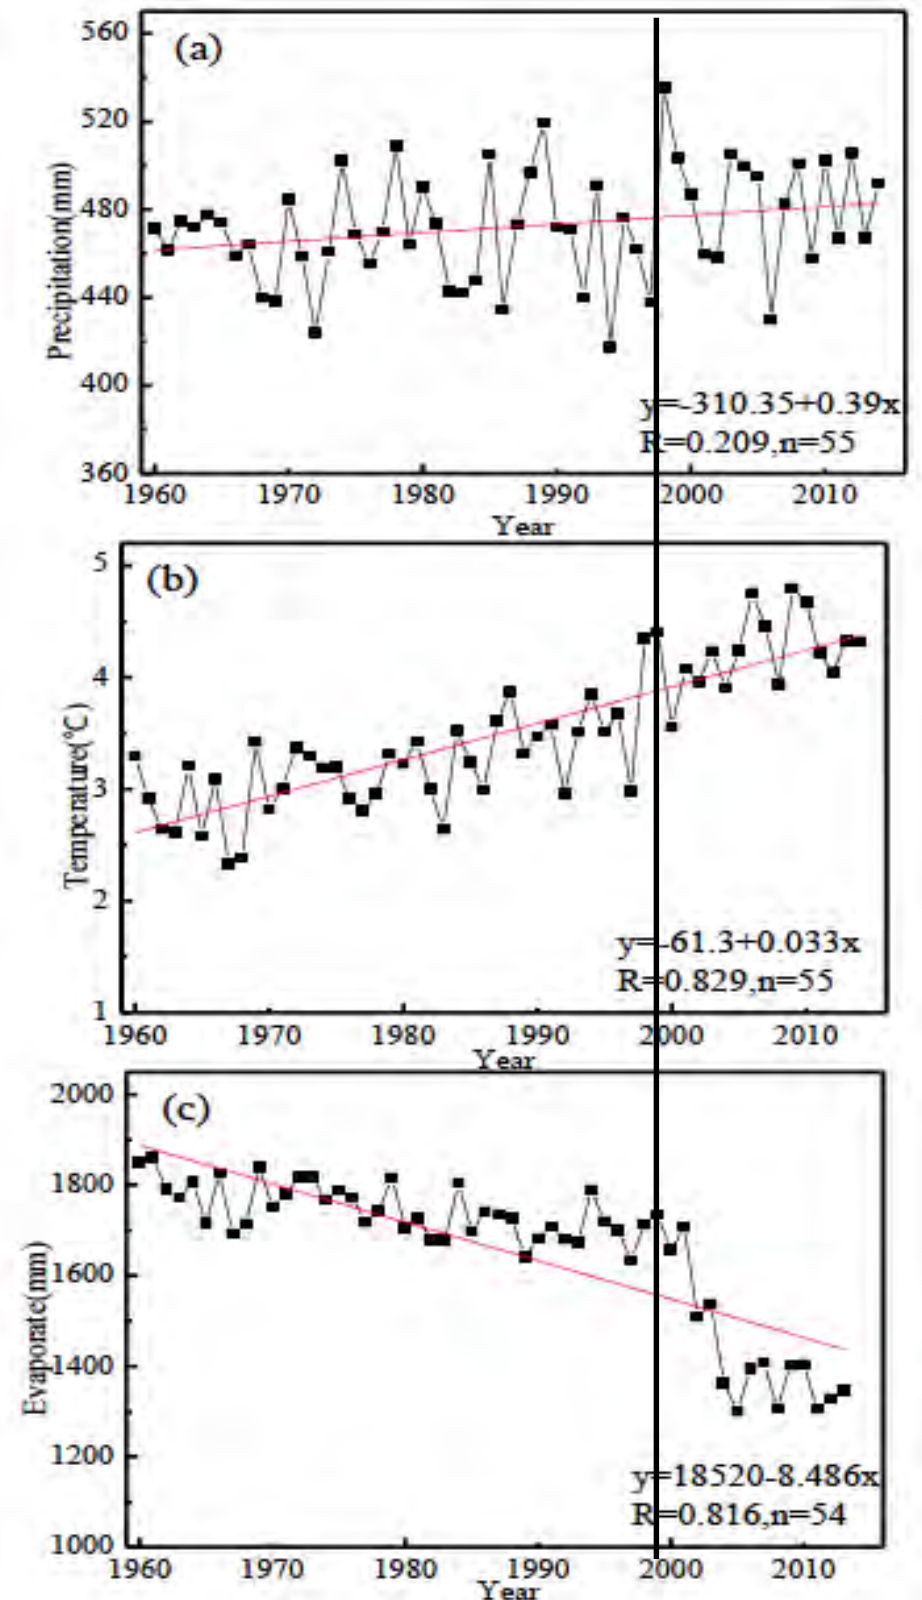 (a)
560
520
480
440
400
360
Precipitation(mm)
y=-310.35+0.39x
R=0.209,n=55
1960 1970 1980 1990 2000 2010
Year
(b)
5
4
3
2
1
Temperature(℃)
y=-61.3+0.033x
R=0.829,n=55
1960 1970 1980 1990 2000 2010
Year
(c)
2000
1800
1600
1400
1200
1000
Evaporate(mm)
y=18520-8.486x
R=0.816,n=54
1960 1970 1980 1990 2000 2010
Year